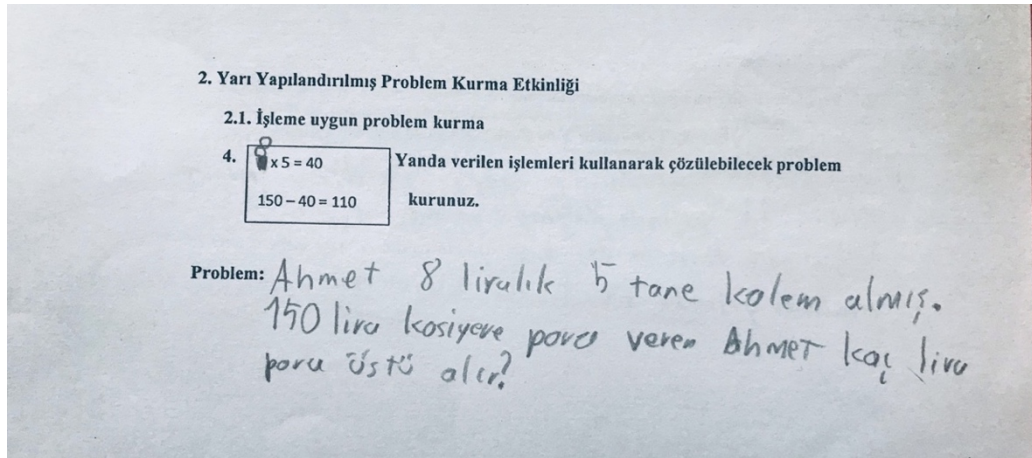 2. Yarı Yapılandırılmış Problem Kurma Etkinliği
2.1. İşleme uygun problem kurma
4. 8 x 5 = 40 Yanda verilen işlemleri kullanarak çözülebilecek problem
150 – 40 = 110 kurunuz.
Problem: Ahmet 8 liralık 5 tane kalem almış.
150 lira kasiyere para veren Ahmet kaç lira
para üstü alır?